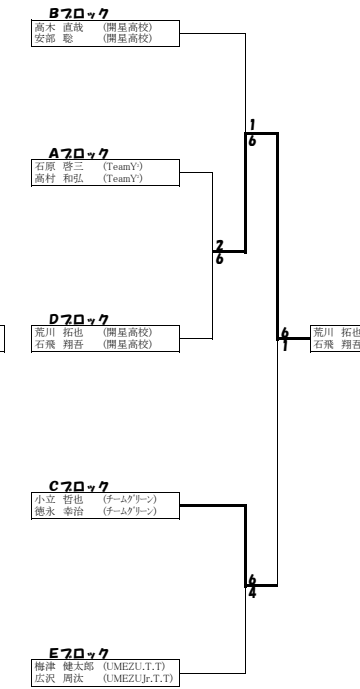 Bブロック
高木 直哉 (開星高校)
安部 聡 (開星高校)
1
6
Aブロック
石原 啓三 (TeamY²)
高村 和弘 (TeamY²)
2
6
Dブロック
荒川 拓也 (開星高校)
石飛 翔吾 (開星高校)
6
1
荒川 拓也
石飛 翔吾
Cブロック
小立 哲也 (チームグリーン)
徳永 幸治 (チームグリーン)
6
4
Eブロック
梅津 健太郎 (UMEZU.T.T)
広沢 周汰 (UMEZUJr.T.T)